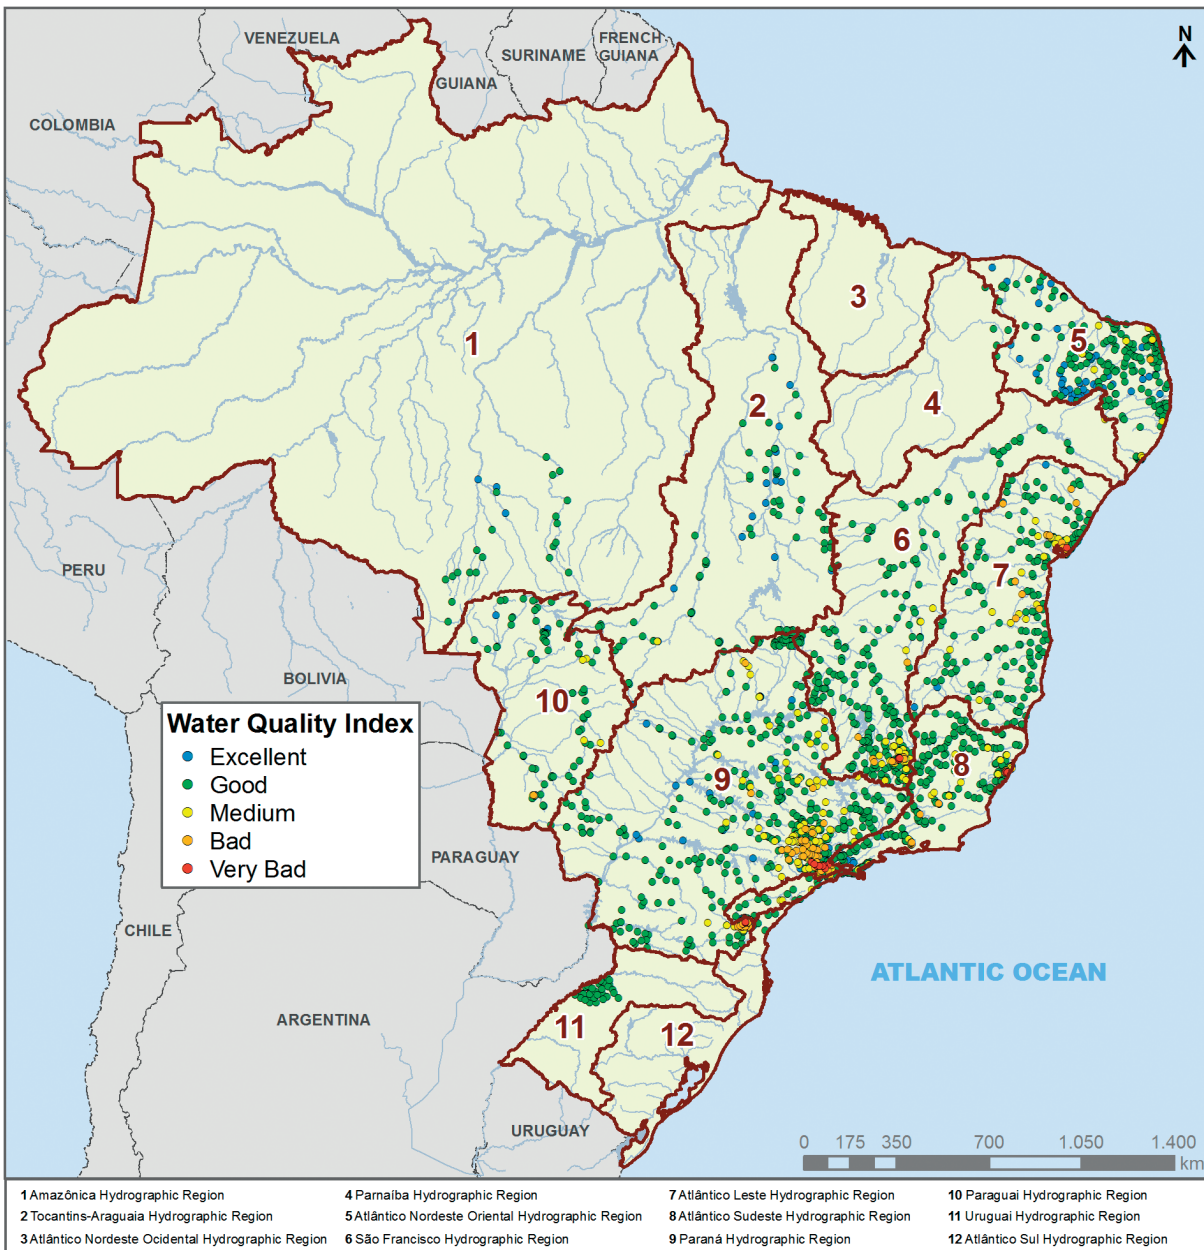 VENEZUELA
SURINAME
FRENCH
GUIANA
N
GUIANA
COLOMBIA
1
2
3
4
5
6
7
PERU
BOLIVIA
10
Water Quality Index
Excellent
Good
Medium
Bad
Very Bad
9
8
PARAGUAY
CHILE
ATLANTIC OCEAN
ARGENTINA
11
12
URUGUAY
0 175 350 700 1.050 1.400
km
1 Amazônica Hydrographic Region
2 Tocantins-Araguaia Hydrographic Region
3 Atlântico Nordeste Ocidental Hydrographic Region
4 Parnaíba Hydrographic Region
5 Atlântico Nordeste Oriental Hydrographic Region
6 São Francisco Hydrographic Region
7 Atlântico Leste Hydrographic Region
8 Atlântico Sudeste Hydrographic Region
9 Paraná Hydrographic Region
10 Paraguai Hydrographic Region
11 Uruguai Hydrographic Region
12 Atlântico Sul Hydrographic Region